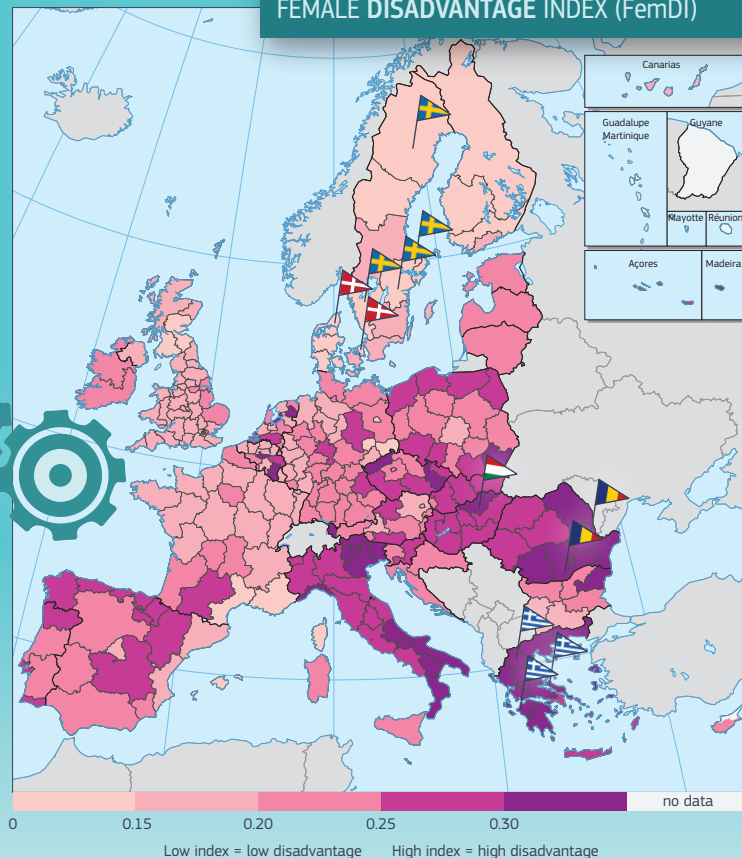 FEMALE DISADVANTAGE INDEX (FemDI)
Canarias
Guadalupe
Martinique
Guyane
Mayotte
Réunion
Açores
Madeira
no data
0
0.15
0.20
0.25
0.30
Low index = low disadvantage
High index = high disadvantage